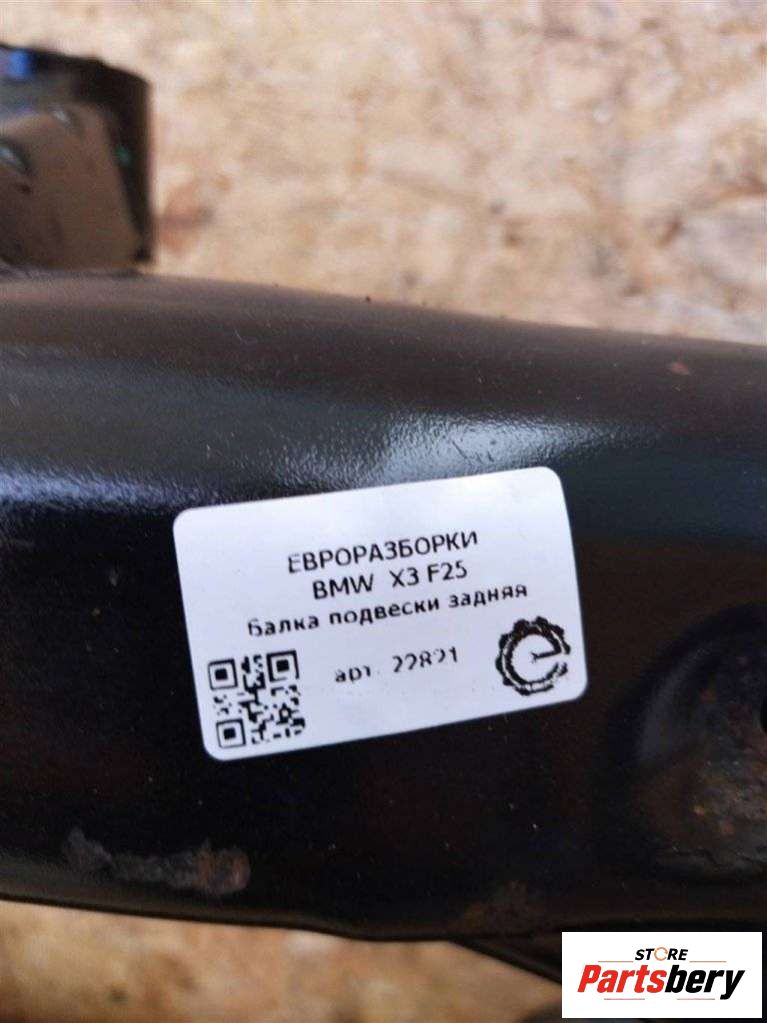 ЕВРОРАЗБОРКИ
BMW X3 F25
Балка подвески задняя
арт. 22821
STORE
Partsbery